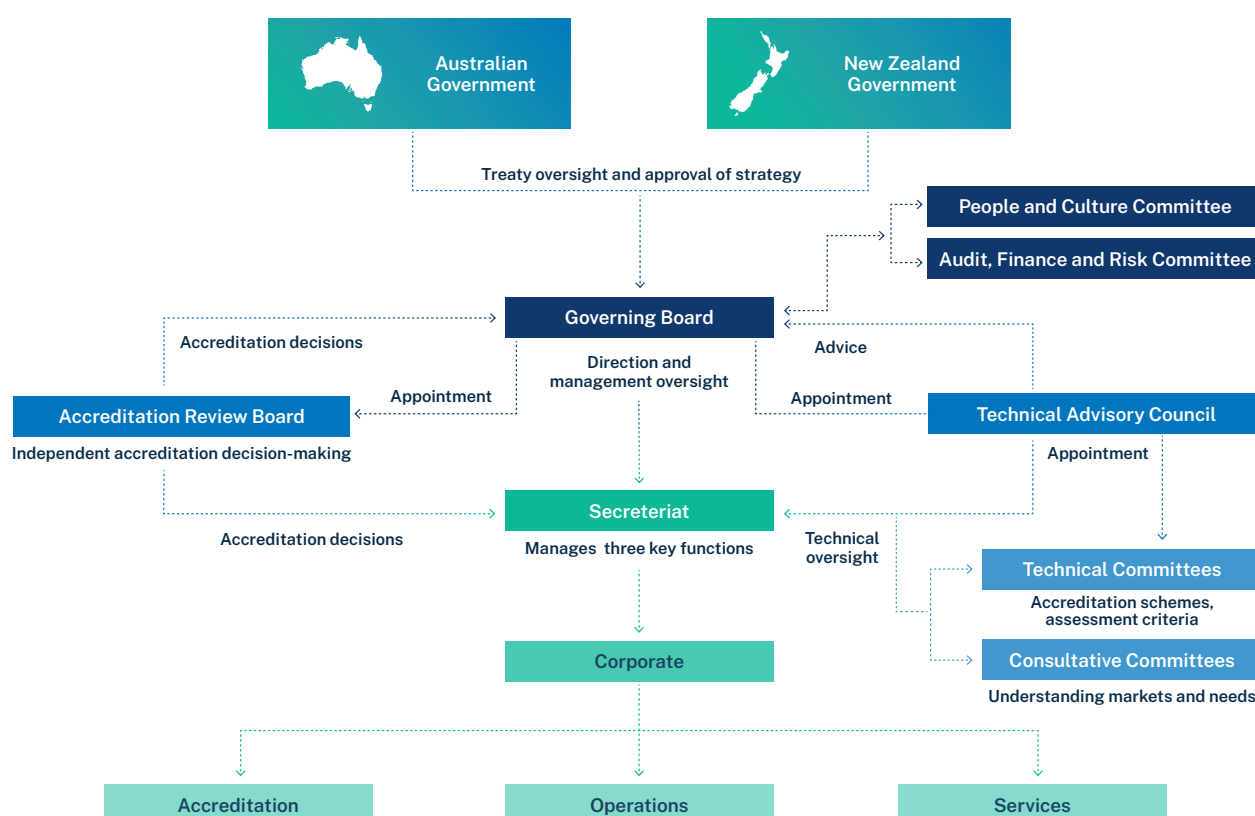 Australian
Government
New Zealand
Government
Treaty oversight and approval of strategy
People and Culture Committee
Audit, Finance and Risk Committee
Governing Board
Accreditation decisions
Advice
Direction and
management oversight
Appointment
Appointment
Accreditation Review Board
Technical Advisory Council
Independent accreditation decision-making
Appointment
Secreteriat
Accreditation decisions
Manages three key functions
Technical
oversight
Technical Committees
Accreditation schemes,
assessment criteria
Corporate
Consultative Committees
Understanding markets and needs
Accreditation
Operations
Services